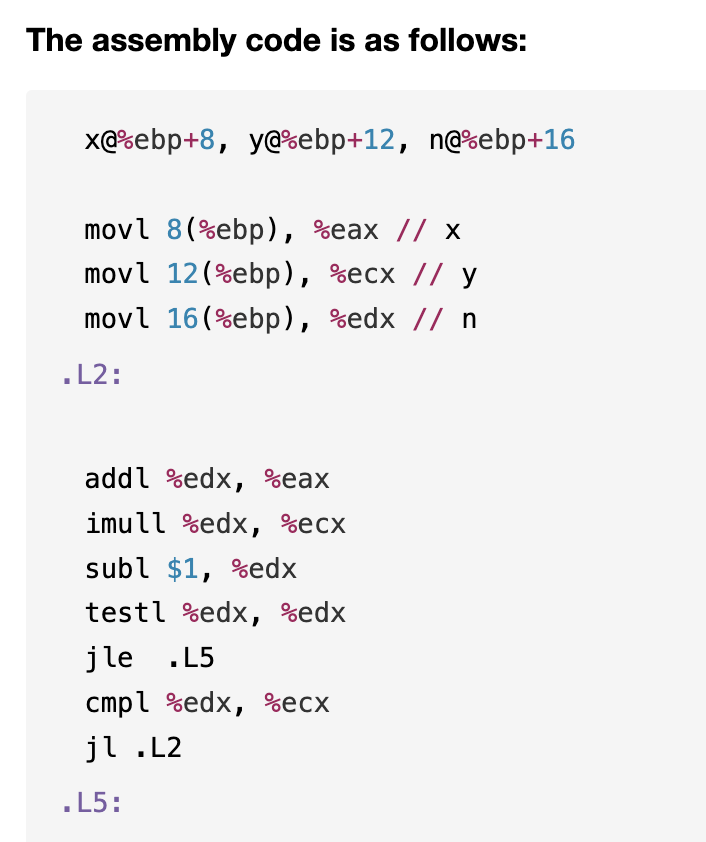 The assembly code is as follows:
x@%ebp+8, y@%ebp+12, n@%ebp+16
movl 8(%ebp), %eax // x
movl 12(%ebp), %ecx // y
movl 16(%ebp), %edx // n
.L2:
addl %edx, %eax
imull %edx, %ecx
subl $1, %edx
testl %edx, %edx
jle  .L5
cmpl %edx, %ecx
jl .L2
.L5: